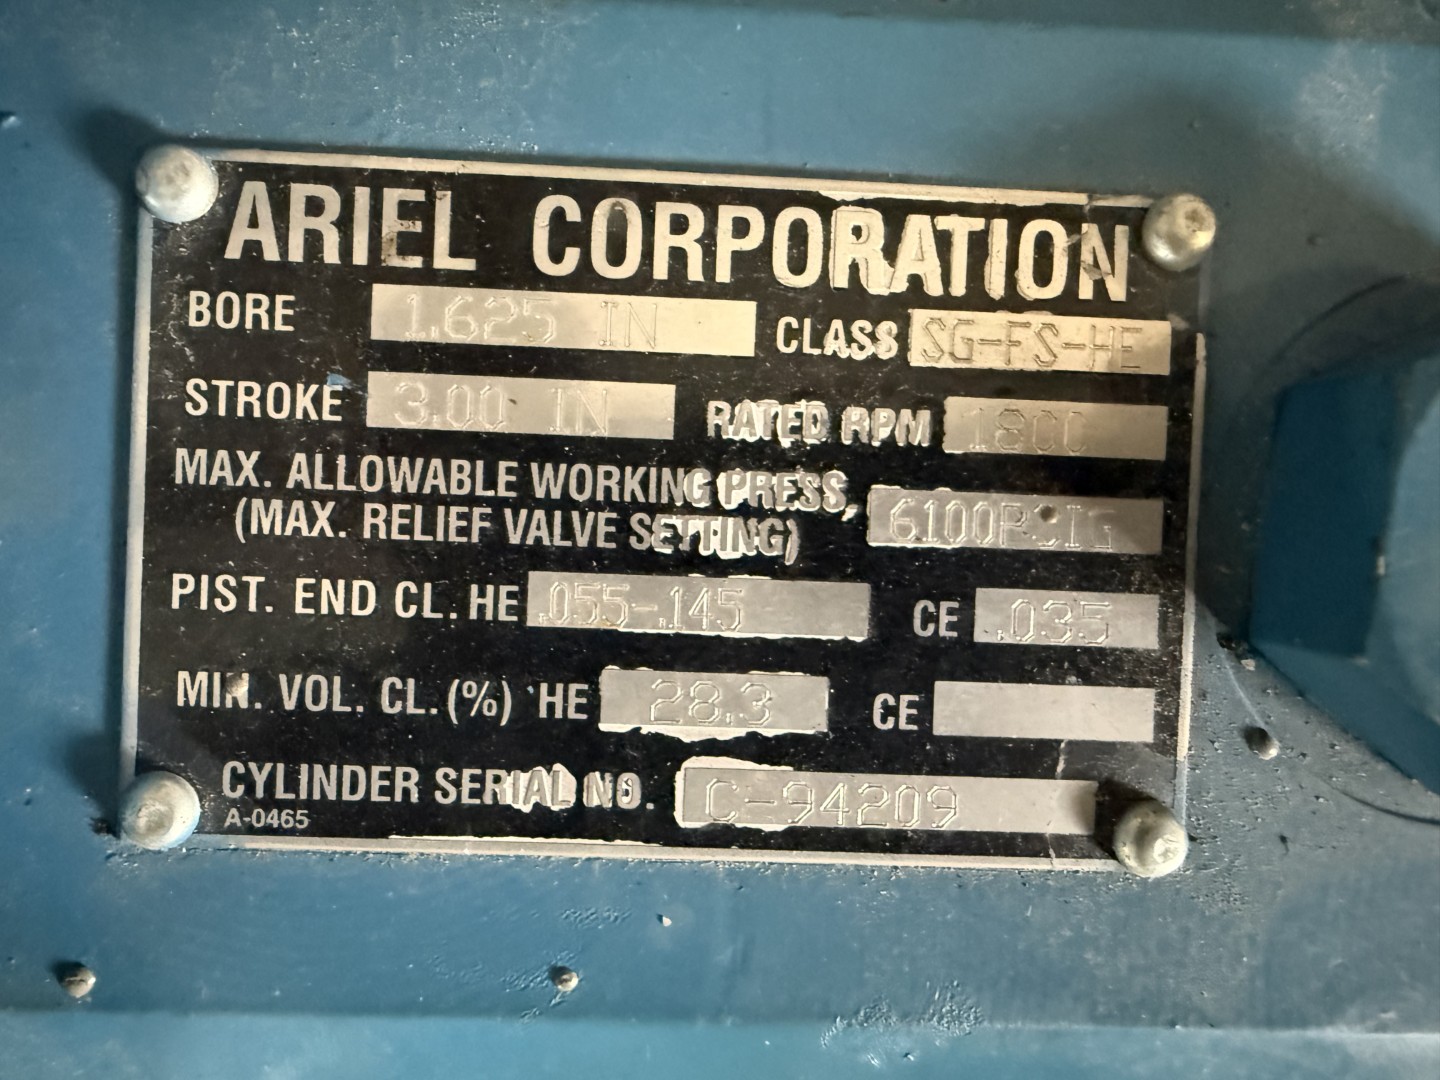 ARIEL CORPORATION
BORE 1.625 IN CLASS SG-FS-HE
STROKE 3.00 IN RATED RPM 1800
MAX. ALLOWABLE WORKING PRESS, 6100PSIG
(MAX. RELIEF VALVE SETTING)
PIST. END CL. HE .055-.145 CE .035
MIN. VOL. CL. (%) HE 28.3 CE
CYLINDER SERIAL NO. C-94209
A-0465